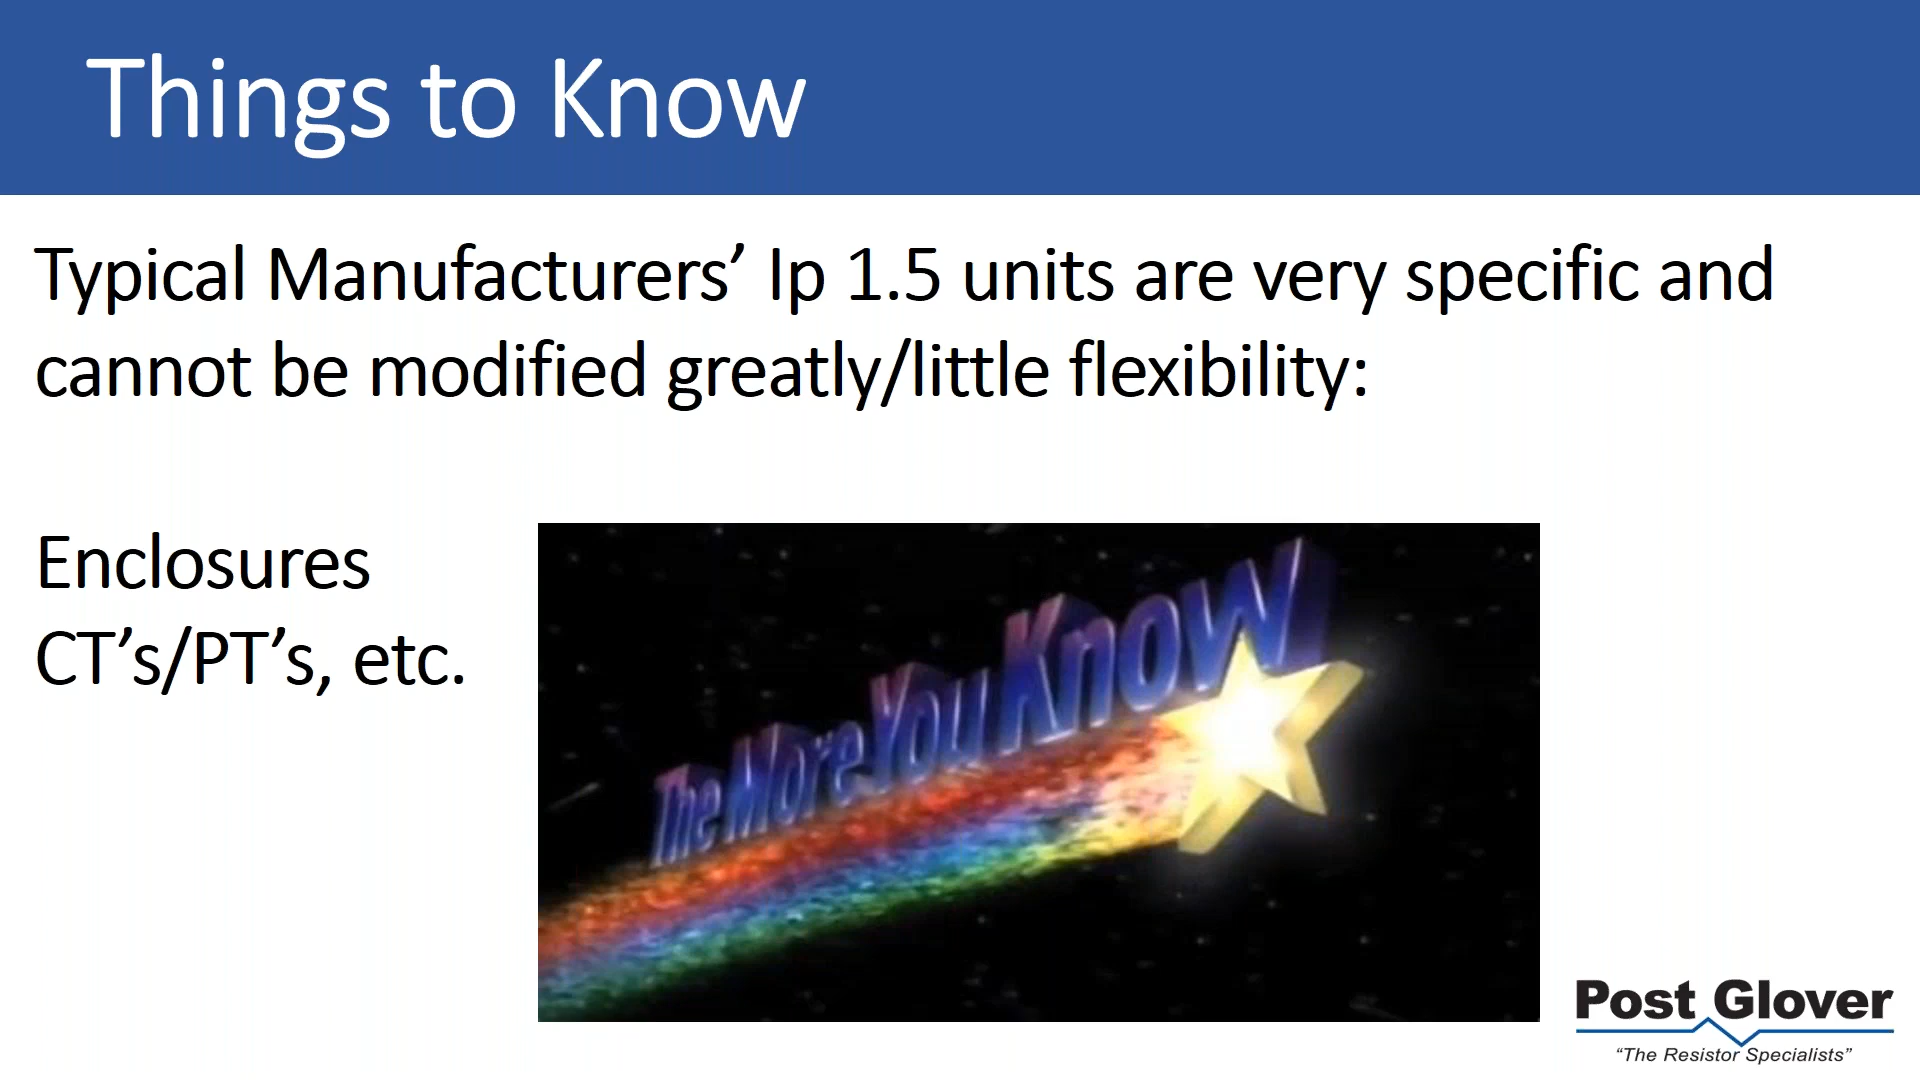 Things to Know
Typical Manufacturers’ Ip 1.5 units are very specific and
cannot be modified greatly/little flexibility:
Enclosures
CT’s/PT’s, etc.
The More You Know
Post Glover
“The Resistor Specialists”